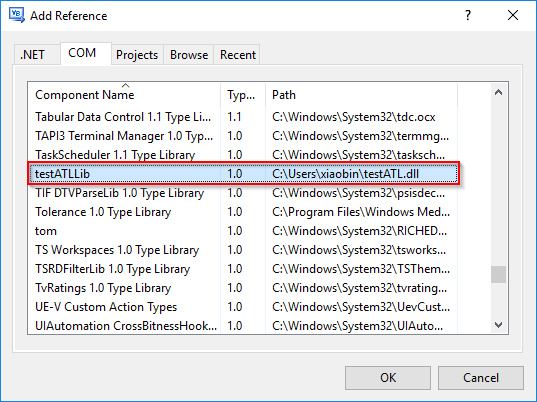 VB Add Reference ?
.NET COM Projects Browse Recent
Component Name Typ... Path
Tabular Data Control 1.1 Type Li... 1.1 C:\Windows\System32\tdc.ocx
TAPI3 Terminal Manager 1.0 Typ... 1.0 C:\Windows\System32\termmg...
TaskScheduler 1.1 Type Library 1.0 C:\Windows\System32\tasksch...
testATLLib 1.0 C:\Users\xiaobin\testATL.dll
TIF DTVParseLib 1.0 Type Library 1.0 C:\Windows\System32\psisdec...
Tolerance 1.0 Type Library 1.0 C:\Program Files\Windows Med...
tom 1.0 C:\Windows\System32\RICHED...
TS Workspaces 1.0 Type Library 1.0 C:\Windows\System32\tsworks...
TSRDFilterLib 1.0 Type Library 1.0 C:\Windows\System32\TSThem...
TvRatings 1.0 Type Library 1.0 C:\Windows\System32\tvrating...
UE-V Custom Action Types 1.0 C:\Windows\System32\UevCust...
UIAutomation CrossBitnessHook... 1.0 C:\Windows\System32\UIAuto...
OK Cancel